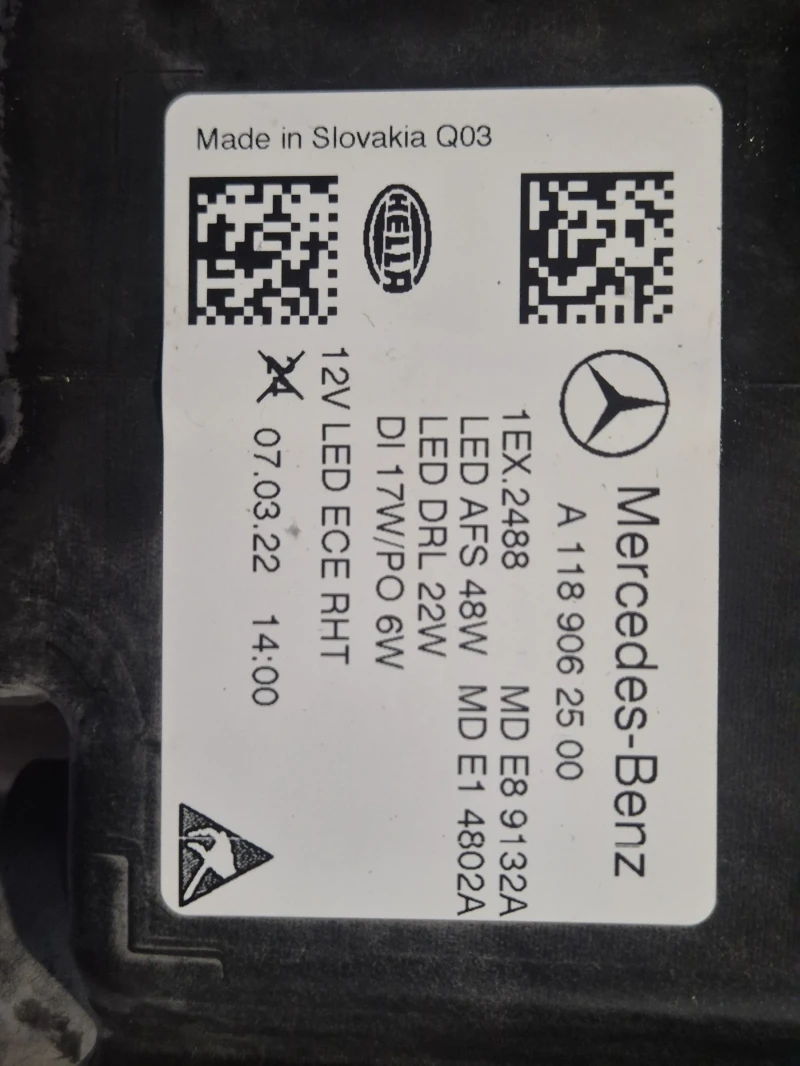 Made in Slovakia Q03
HELLA
Mercedes-Benz
A 118 906 25 00
1EX.2488 MD E8 9132A
LED AFS 48W MD E1 4802A
LED DRL 22W
DI 17W/PO 6W
12V LED ECE RHT
24 07.03.22 14:00